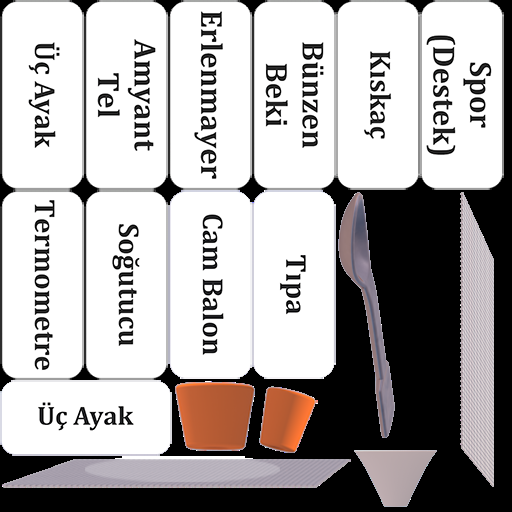 Üç Ayak
Amyant
Tel
Erlenmayer
Bünzen
Beki
Kıskaç
Spor
(Destek)
Termometre
Soğutucu
Cam Balon
Tıpa
Üç Ayak